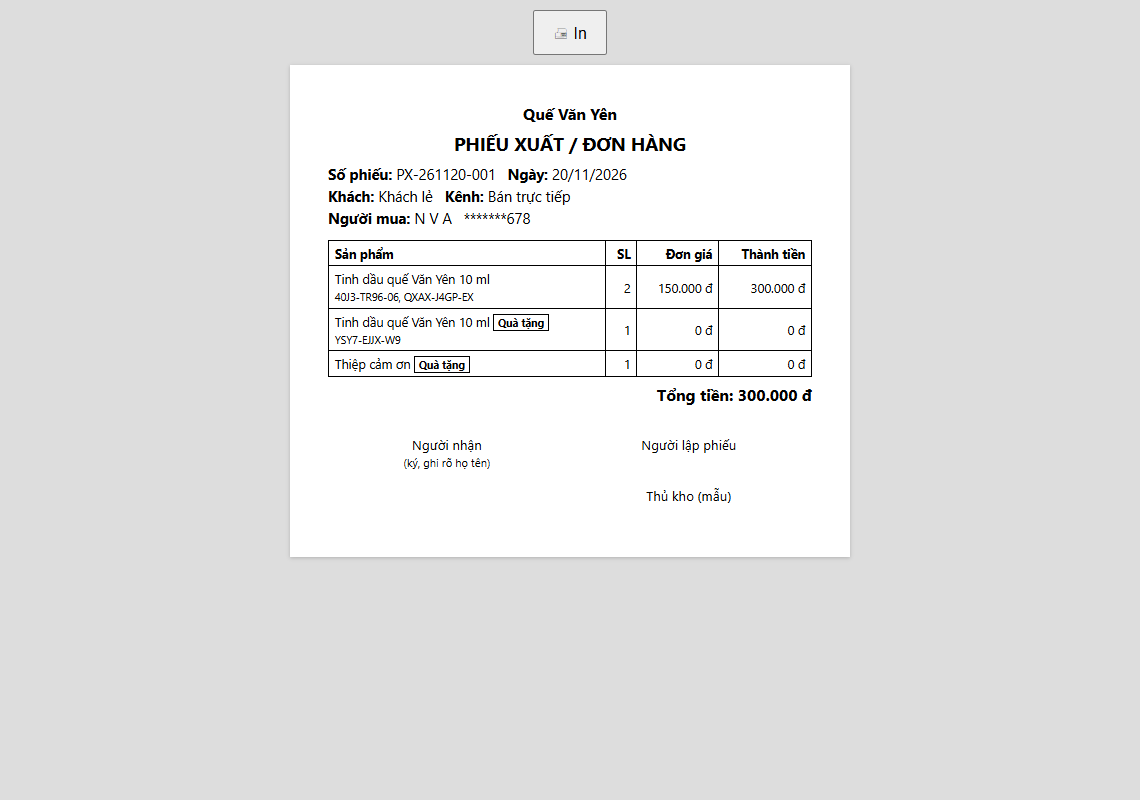 In
Quế Văn Yên
PHIẾU XUẤT / ĐƠN HÀNG
Số phiếu: PX-261120-001 Ngày: 20/11/2026
Khách: Khách lẻ Kênh: Bán trực tiếp
Người mua: N V A *******678
Sản phẩm SL Đơn giá Thành tiền
Tinh dầu quế Văn Yên 10 ml 2 150.000 đ 300.000 đ
40J3-TR96-06, QXAX-J4GP-EX
Tinh dầu quế Văn Yên 10 ml Quà tặng 1 0 đ 0 đ
YSY7-EJJX-W9
Thiệp cảm ơn Quà tặng 1 0 đ 0 đ
Tổng tiền: 300.000 đ
Người nhận Người lập phiếu
(ký, ghi rõ họ tên)
Thủ kho (mẫu)